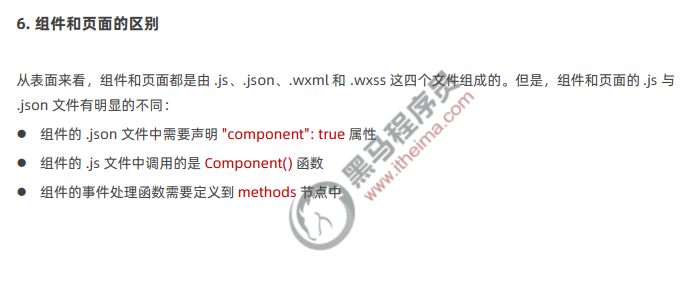 6. 组件和页面的区别
从表面来看，组件和页面都是由 .js、.json、.wxml 和 .wxss 这四个文件组成的。但是，组件和页面的 .js 与
.json 文件有明显的不同：
● 组件的 .json 文件中需要声明 "component": true 属性
● 组件的 .js 文件中调用的是 Component() 函数
● 组件的事件处理函数需要定义到 methods 节点中
黑马程序员
www.itheima.com